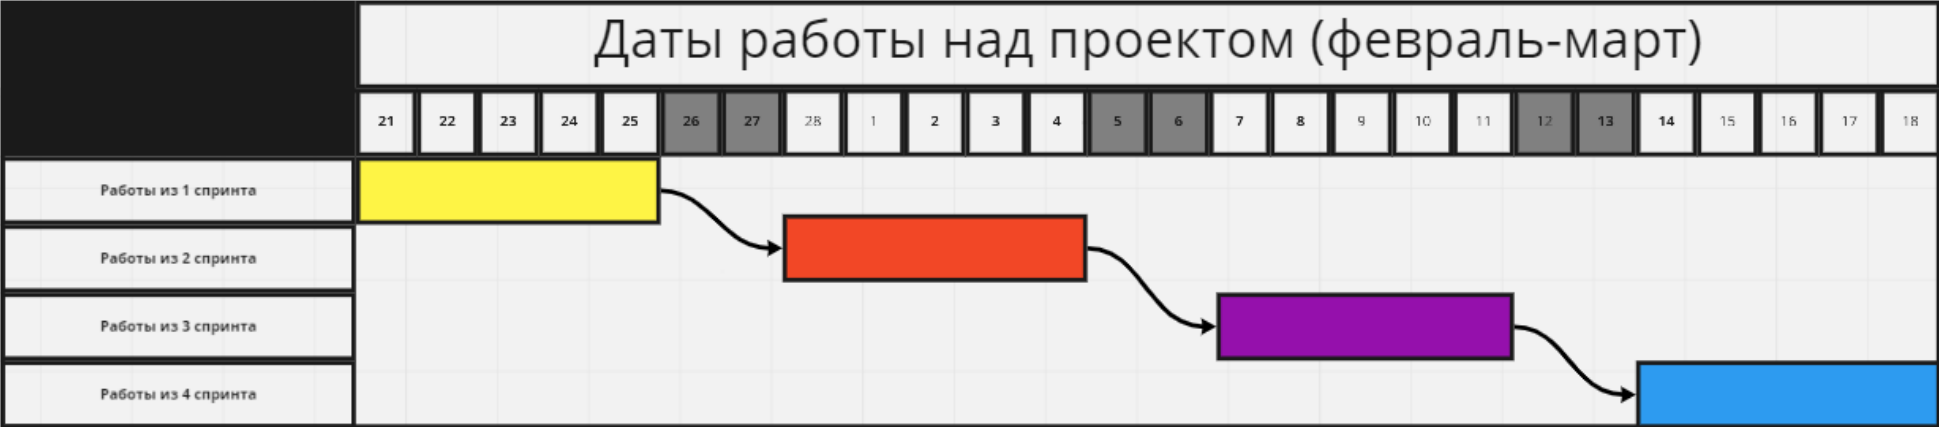 Даты работы над проектом (февраль-март)
21 22 23 24 25 26 27 28 1 2 3 4 5 6 7 8 9 10 11 12 13 14 15 16 17 18
Работы из 1 спринта
Работы из 2 спринта
Работы из 3 спринта
Работы из 4 спринта